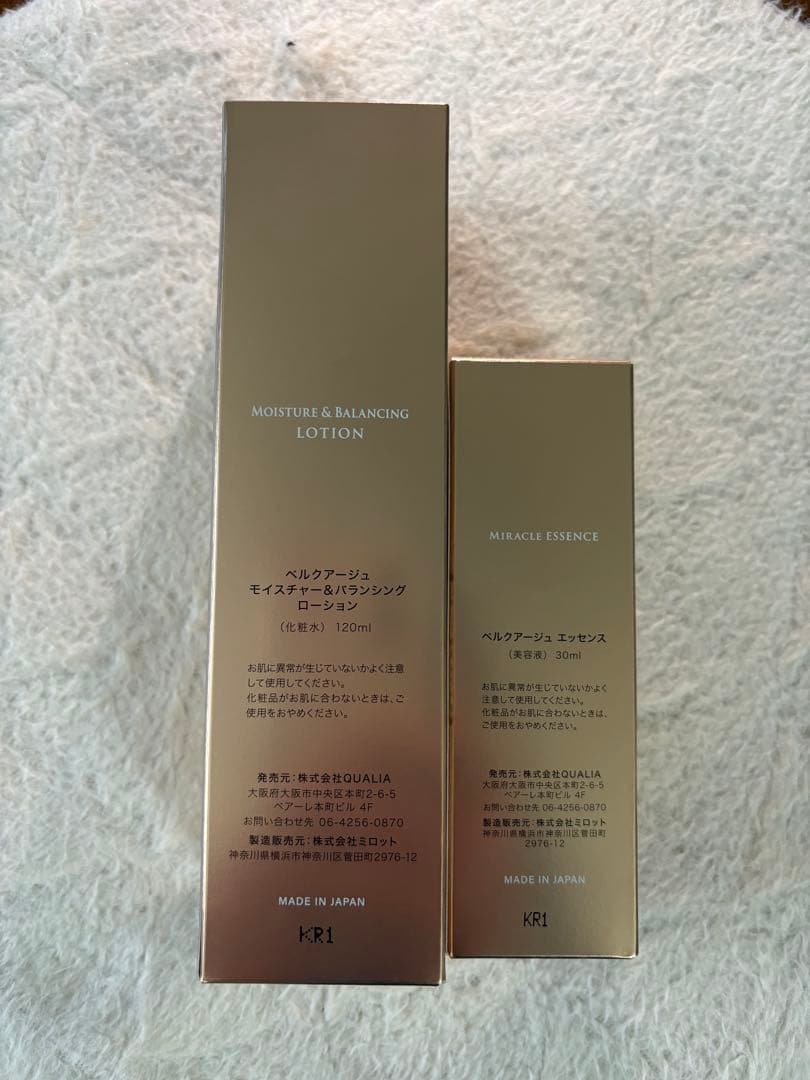 MOISTURE & BALANCING
LOTION
ベルクアージュ
モイスチャー＆バランシング
ローション
（化粧水） 120ml
お肌に異常が生じていないかよく注意
して使用してください。
化粧品がお肌に合わないときは、ご
使用をおやめください。
発売元：株式会社QUALIA
大阪府大阪市中央区本町2-6-5
ベアーレ本町ビル 4F
お問い合わせ先 06-4256-0870
製造販売元：株式会社ミロット
神奈川県横浜市神奈川区菅田町2976-12
MADE IN JAPAN
KR1
MIRACLE ESSENCE
ベルクアージュ エッセンス
（美容液） 30ml
お肌に異常が生じていないかよく
注意して使用してください。
化粧品がお肌に合わないときは、
ご使用をおやめください。
発売元：株式会社QUALIA
大阪府大阪市中央区本町2-6-5
ベアーレ本町ビル 4F
お問い合わせ先 06-4256-0870
製造販売元：株式会社ミロット
神奈川県横浜市神奈川区菅田町
2976-12
MADE IN JAPAN
KR1